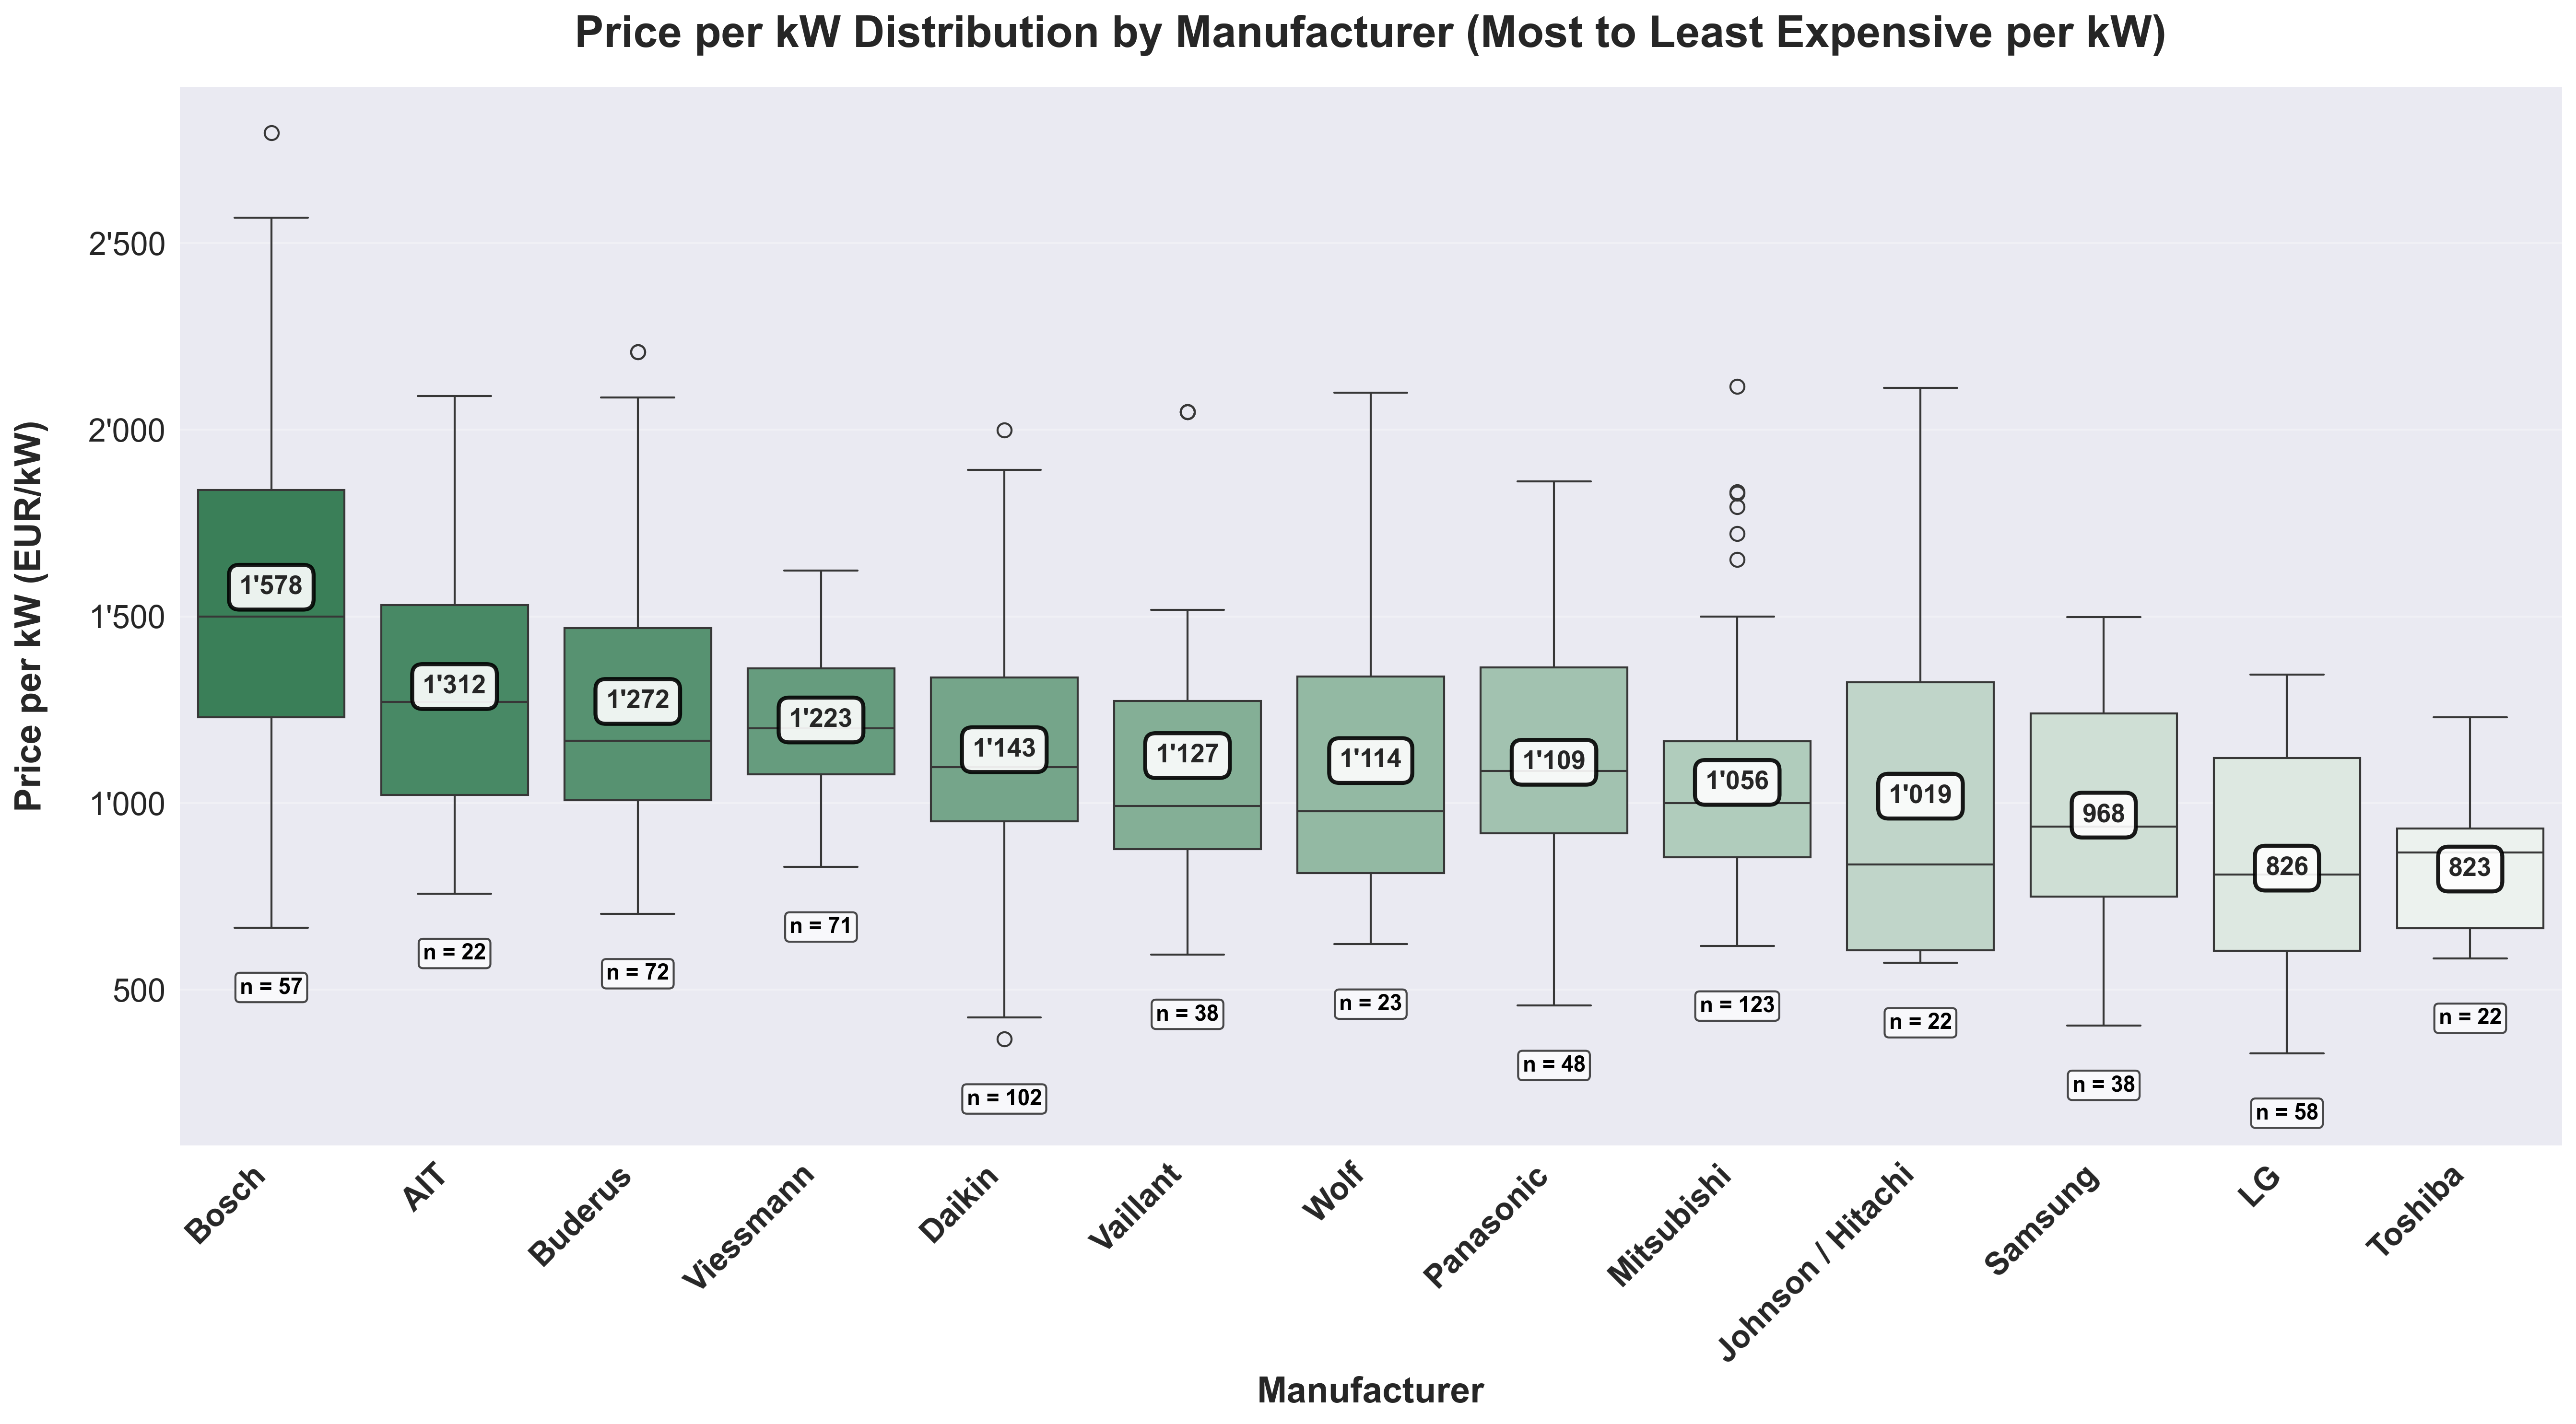 Price per kW Distribution by Manufacturer (Most to Least Expensive per kW)
Price per kW (EUR/kW)
2'500
2'000
1'500
1'000
500
1'578
1'312
1'272
1'223
1'143
1'127
1'114
1'109
1'056
1'019
968
826
823
n = 57
n = 22
n = 72
n = 71
n = 102
n = 38
n = 23
n = 48
n = 123
n = 22
n = 38
n = 58
n = 22
Bosch
AIT
Buderus
Viessmann
Daikin
Vaillant
Wolf
Panasonic
Mitsubishi
Johnson / Hitachi
Samsung
LG
Toshiba
Manufacturer